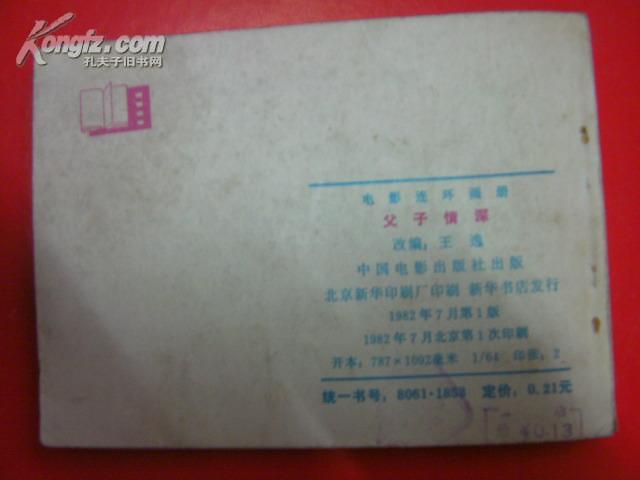 Kongfz.com
孔夫子旧书网
电影连环画册
父子情深
改编：王逸
中国电影出版社出版
北京新华印刷厂印刷 新华书店发行
1982年7月第1版
1982年7月北京第1次印刷
开本：787×1092毫米 1/64 印张：2
统一书号：8061·1858 定价：0.21元
¥0.13